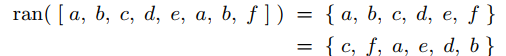 ran( [ a, b, c, d, e, a, b, f ] ) = { a, b, c, d, e, f }
= { c, f, a, e, d, b }